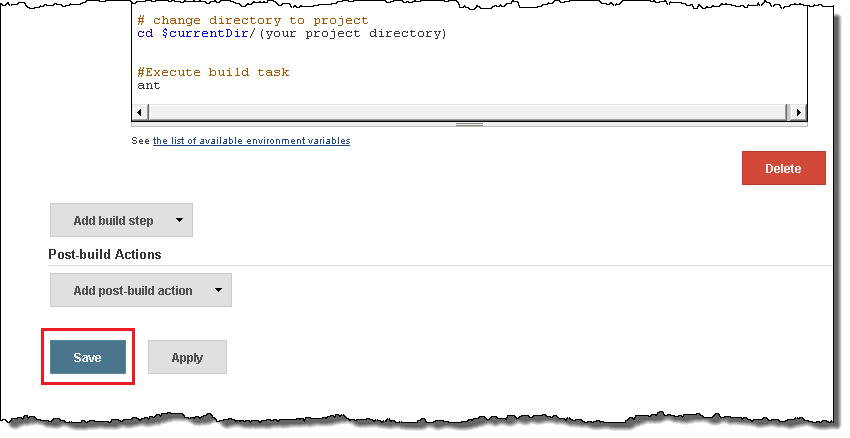 # change directory to project
cd $currentDir/(your project directory)
#Execute build task
ant
See the list of available environment variables
Delete
Add build step
Post-build Actions
Add post-build action
Save
Apply